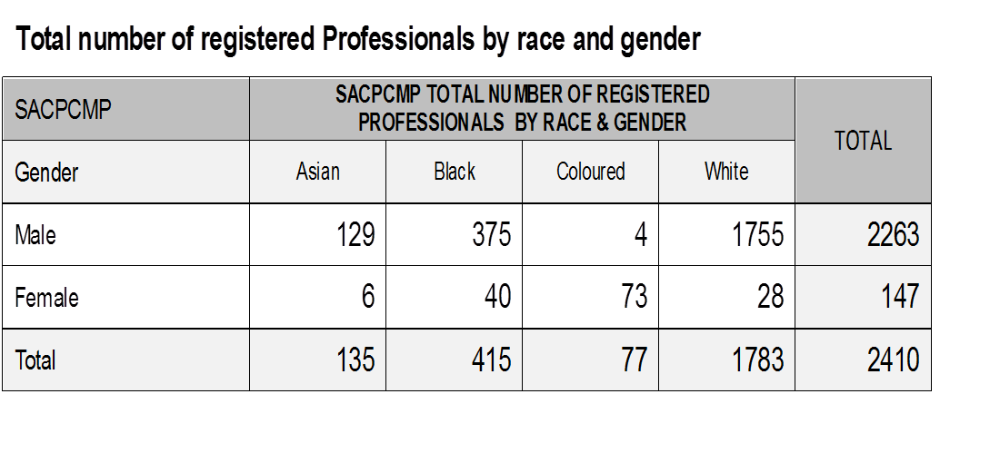 Total number of registered Professionals by race and gender
SACPCMP
SACPCMP TOTAL NUMBER OF REGISTERED
PROFESSIONALS BY RACE & GENDER
TOTAL
Gender Asian Black Coloured White
Male 129 375 4 1755 2263
Female 6 40 73 28 147
Total 135 415 77 1783 2410